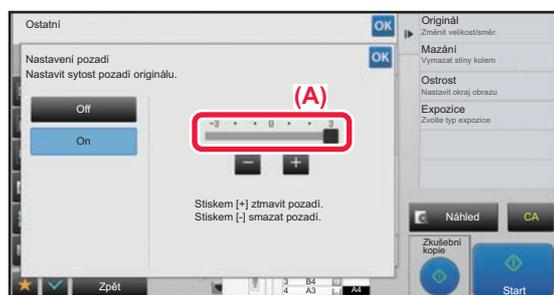 Ostatní
OK
Nastavení pozadí
OK
Nastavit sytost pozadí originálu.
Off
On
(A)
-3 • • 0 • • 3
− +
Stiskem [+] ztmavit pozadí.
Stiskem [-] smazat pozadí.
Zpět
3 B4
4 A3
A4
Originál
Změnit velikost/směr.
Mazání
Vymazat stíny kolem
Ostrost
Nastavit okraj obrazu
Expozice
Zvolte typ expozice
Náhled
CA
Zkušební
kopie
Start